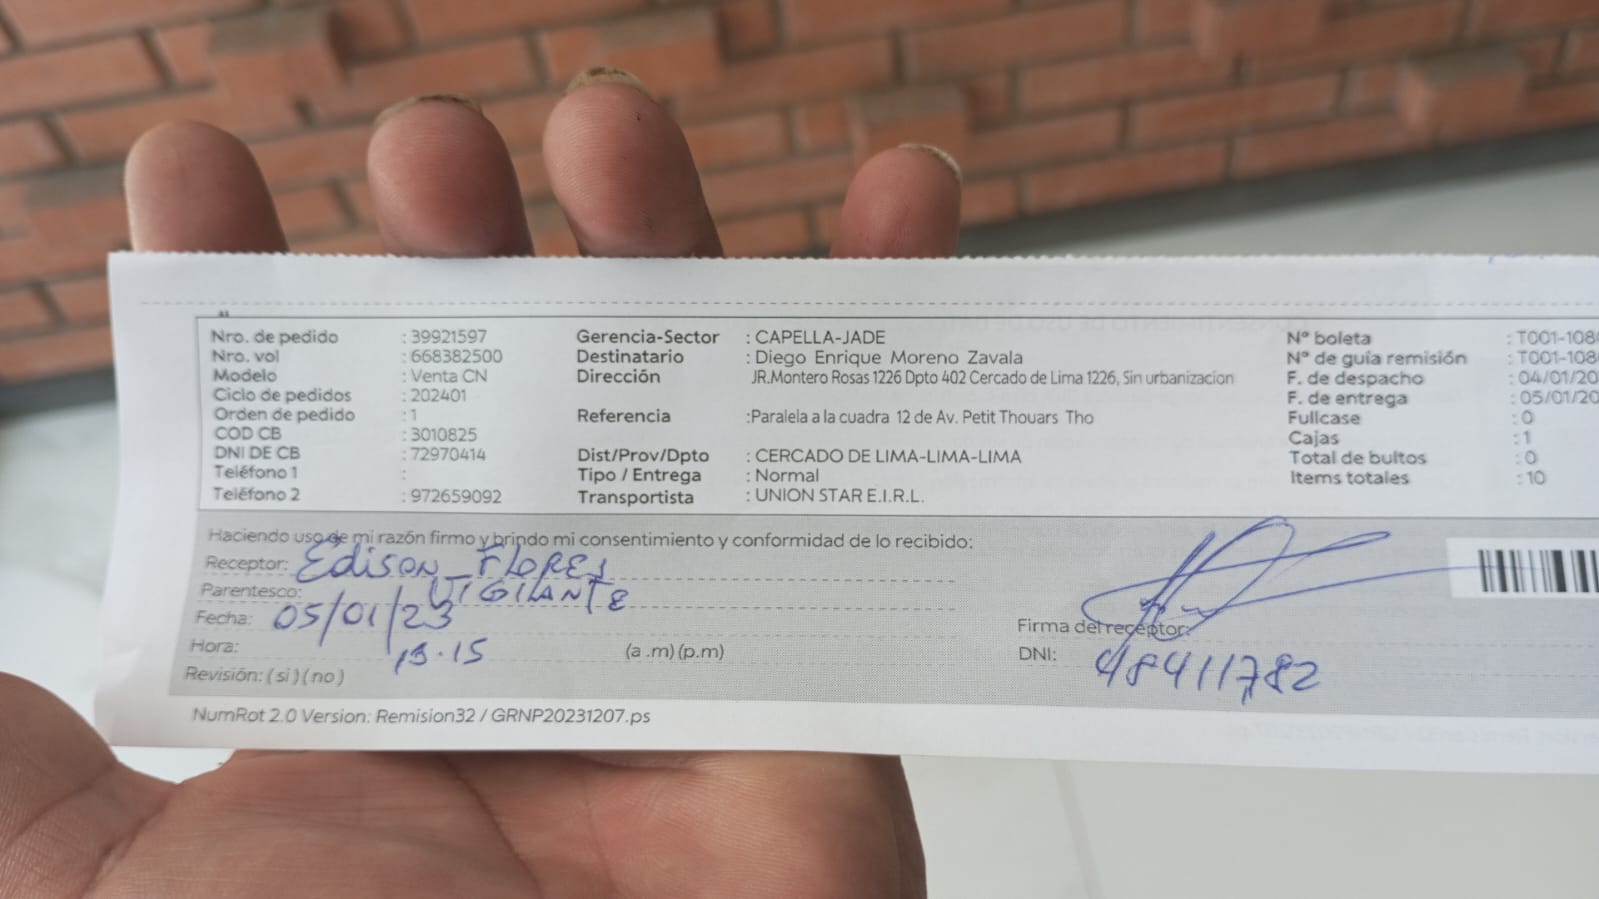 Nro. de pedido : 39921597 Gerencia-Sector : CAPELLA-JADE Nº boleta : T001-108
Nro. vol : 668382500 Destinatario : Diego Enrique Moreno Zavala Nº de guía remisión : T001-108
Modelo : Venta CN Dirección JR.Montero Rosas 1226 Dpto 402 Cercado de Lima 1226, Sin urbanizacion F. de despacho : 04/01/20
Ciclo de pedidos : 202401 F. de entrega : 05/01/20
Orden de pedido : 1 Referencia :Paralela a la cuadra 12 de Av. Petit Thouars Tho Fullcase : 0
COD CB : 3010825 Cajas : 1
DNI DE CB : 72970414 Dist/Prov/Dpto : CERCADO DE LIMA-LIMA-LIMA Total de bultos : 0
Teléfono 1 : Tipo / Entrega : Normal Items totales : 10
Teléfono 2 : 972659092 Transportista : UNION STAR E.I.R.L.
Haciendo uso de mi razón firmo y brindo mi consentimiento y conformidad de lo recibido:
Receptor: Edison FLORES
Parentesco: VIGILANTE
Fecha: 05/01/23
Hora: 13.15 (a .m) (p.m)
Revisión: ( si ) ( no )
Firma del receptor:
DNI: 48411782
NumRot 2.0 Version: Remision32 / GRNP20231207.ps